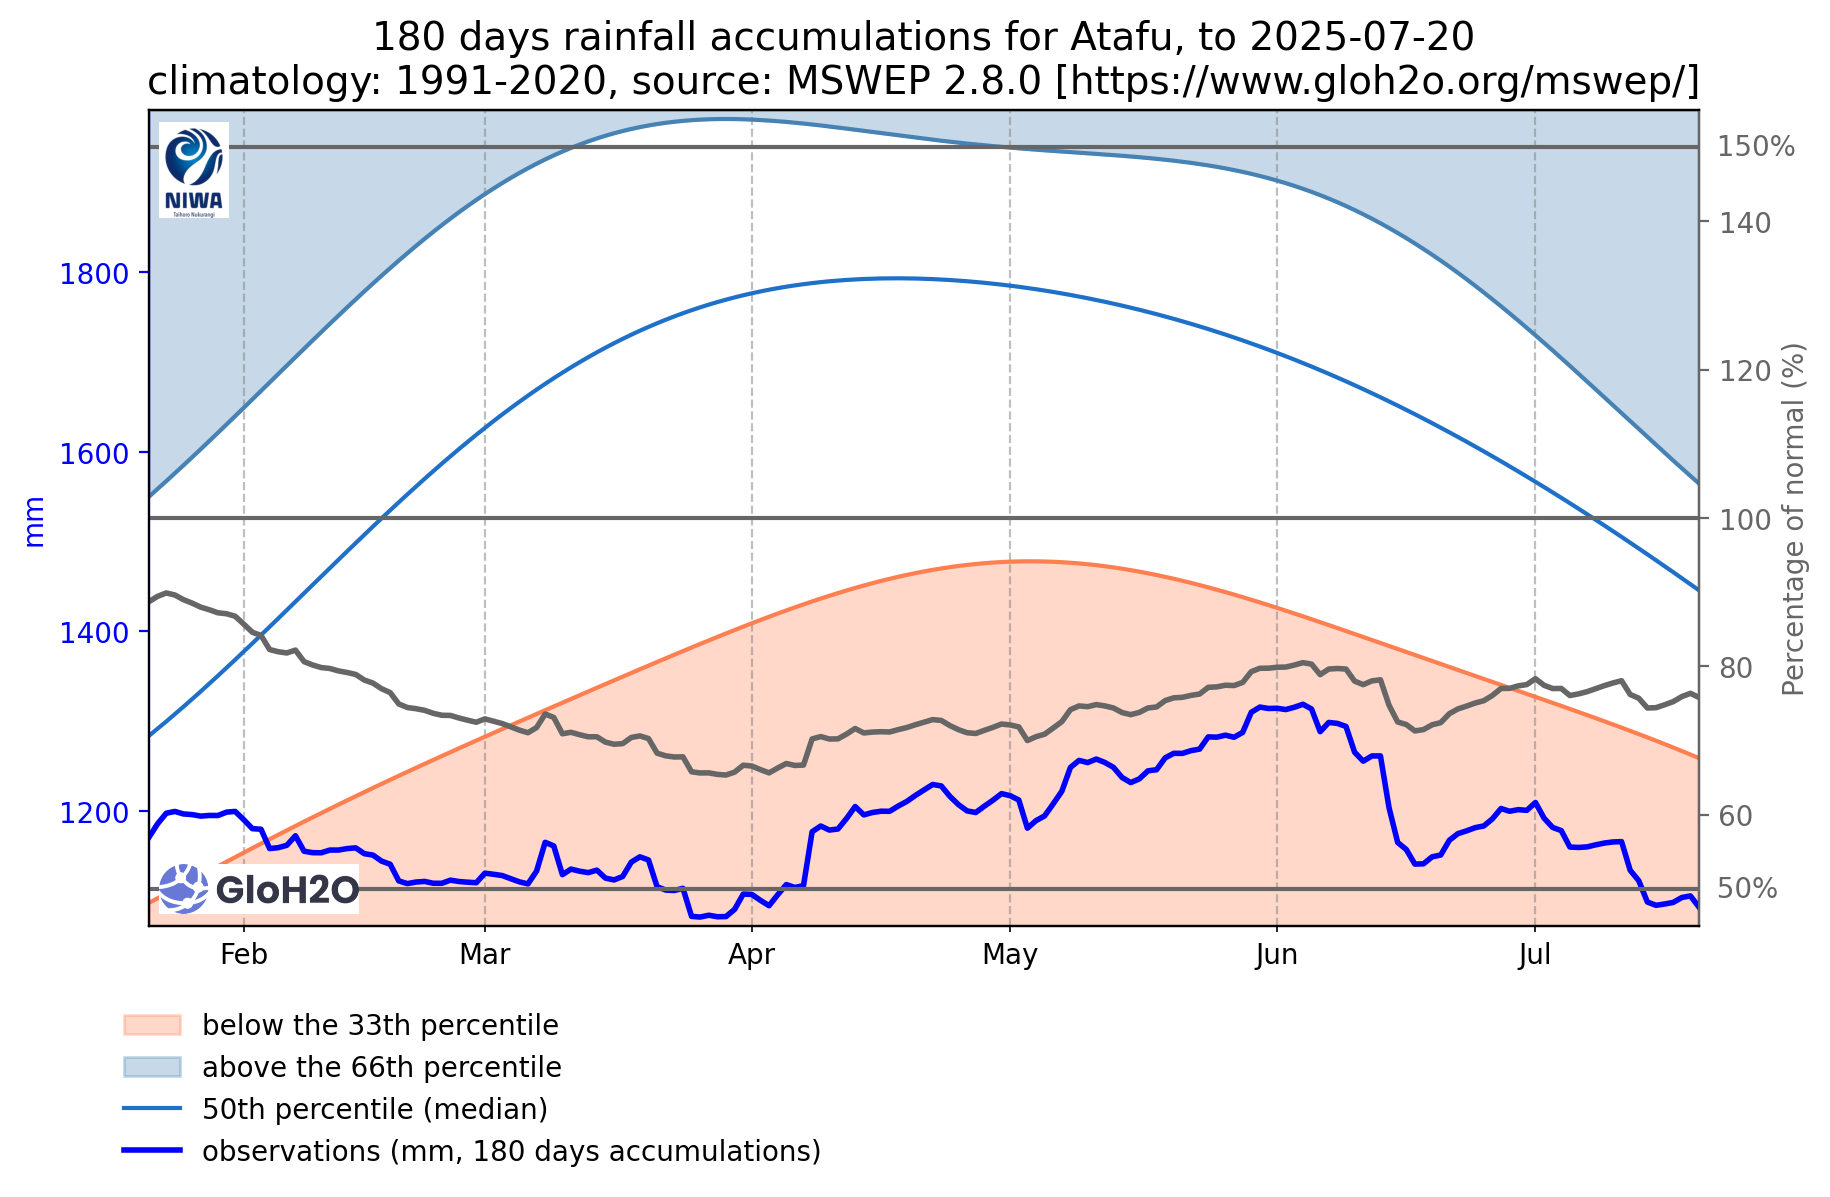 180 days rainfall accumulations for Atafu, to 2025-07-20
climatology: 1991-2020, source: MSWEP 2.8.0 [https://www.gloh2o.org/mswep/]
NIWA
Taihoro Nukurangi
150%
140
1800
120
1600
mm
100
Percentage of normal (%)
1400
80
1200
60
GloH2O
50%
Feb
Mar
Apr
May
Jun
Jul
below the 33th percentile
above the 66th percentile
50th percentile (median)
observations (mm, 180 days accumulations)